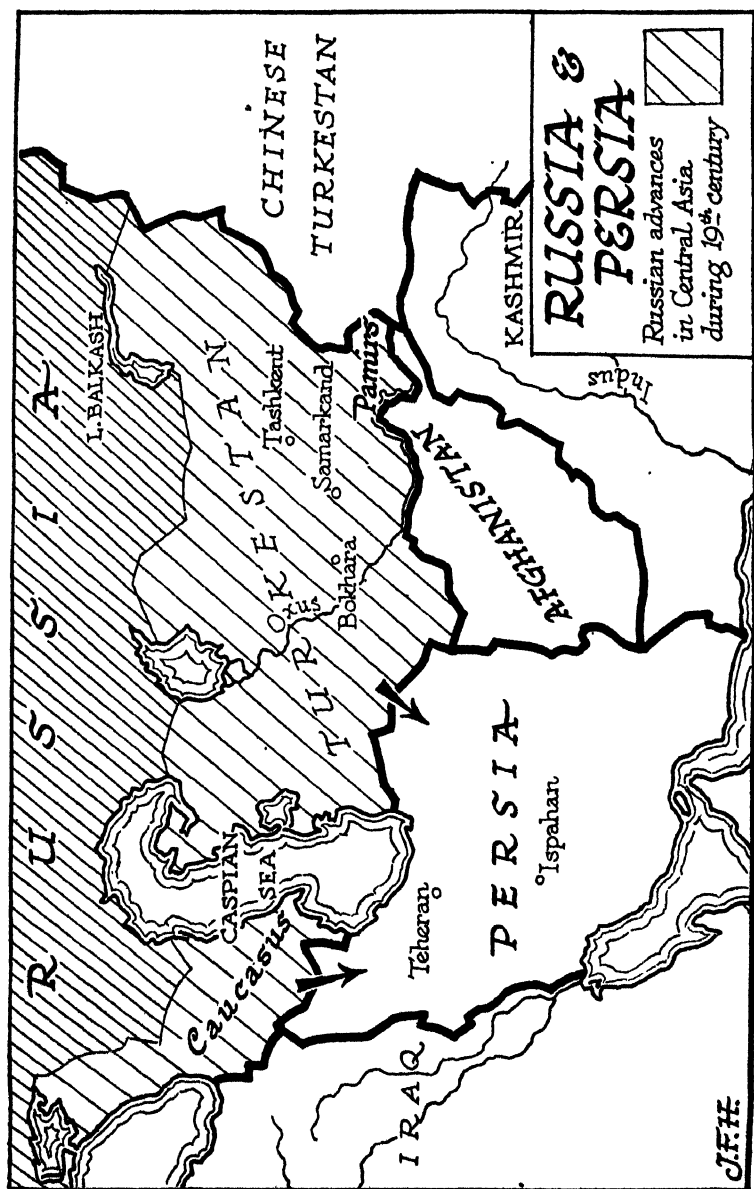 RUSSIA
L. BALKASH
CHINESE
TURKESTAN
TURKESTAN
Tashkent
Samarkand
Oxus
Bokhara
Pamirs
CASPIAN
SEA
Caucasus
AFGHANISTAN
KASHMIR
Indus
Teheran
PERSIA
Ispahan
IRAQ
RUSSIA &
PERSIA
Russian advances
in Central Asia
during 19th century
J.F.H.